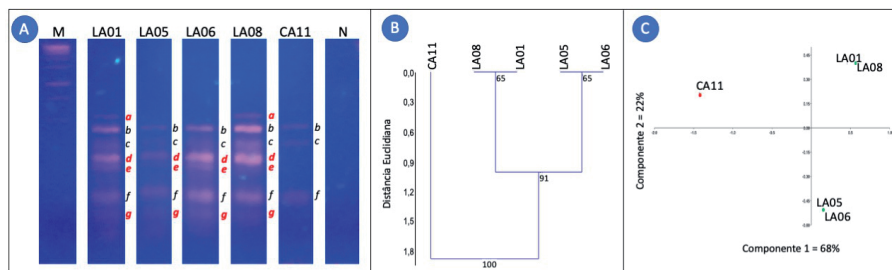 A
M LA01 LA05 LA06 LA08 CA11 N
a a
b b b b
c c c c
d d
e e
f f f
g g
B
CA11 LA08 LA01 LA05 LA06
Distância Euclidiana
0,0
0,3
0,6
0,9
1,2
1,5
1,8
65 65
91
100
C
LA01
LA08
CA11
LA05
LA06
Componente 2 = 22%
Componente 1 = 68%